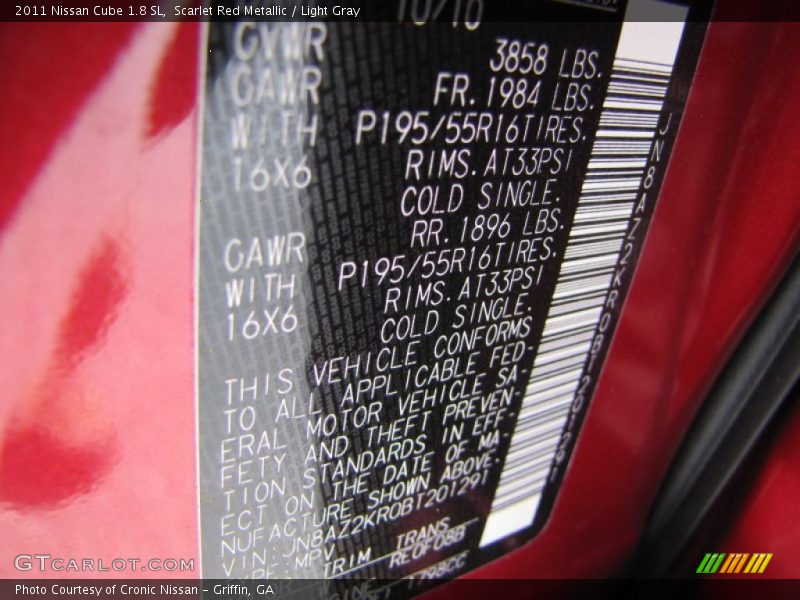 2011 Nissan Cube 1.8 SL, Scarlet Red Metallic / Light Gray
10/10
GVWR 3858 LBS.
GAWR FR. 1984 LBS.
WITH P195/55R16TIRES.
16X6 RIMS. AT33PSI
COLD SINGLE.
GAWR RR. 1896 LBS.
WITH P195/55R16TIRES.
16X6 RIMS. AT33PSI
COLD SINGLE.
THIS VEHICLE CONFORMS
TO ALL APPLICABLE FED-
ERAL MOTOR VEHICLE SA-
FETY AND THEFT PREVEN-
TION STANDARDS IN EFF-
ECT ON THE DATE OF MA-
NUFACTURE SHOWN ABOVE.
VIN: JN8AZ2KR0BT201291
TYPE: MPV
TRIM TRANS
RE0F08B
1798CC
GTcarlot.com
Photo Courtesy of Cronic Nissan - Griffin, GA